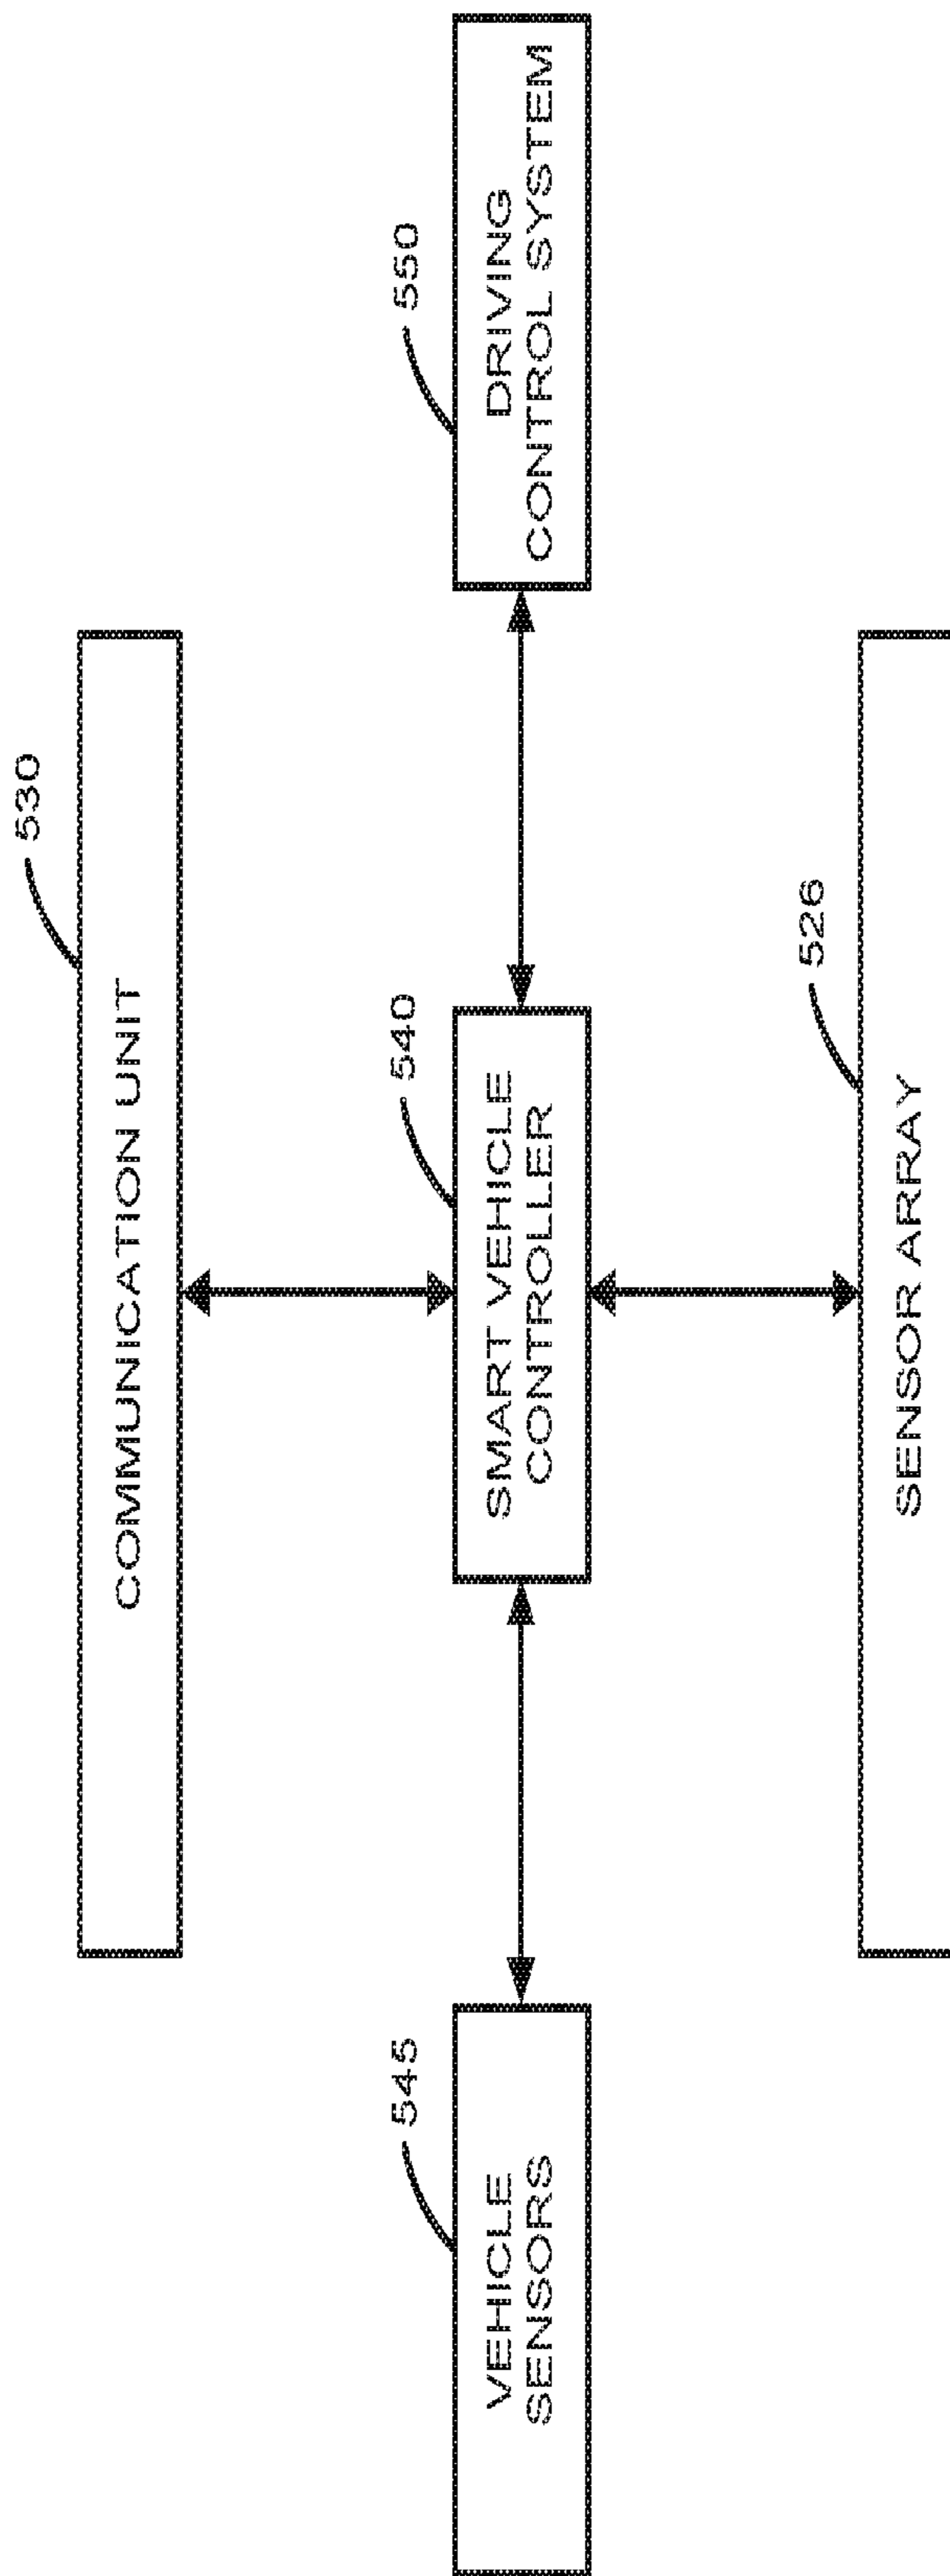 530
COMMUNICATION UNIT
545
VEHICLE
SENSORS
540
SMART VEHICLE
CONTROLLER
550
DRIVING
CONTROL SYSTEM
526
SENSOR ARRAY